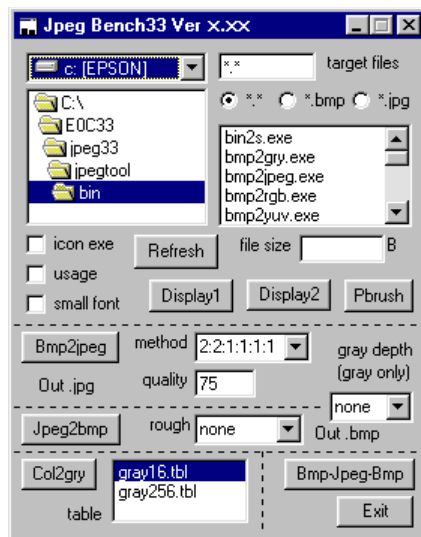 Jpeg Bench33 Ver x.xx
c: [EPSON]
*.* target files
*.* *.bmp *.jpg
C:\
E0C33
jpeg33
jpegtool
bin
bin2s.exe
bmp2gry.exe
bmp2jpeg.exe
bmp2rgb.exe
bmp2yuv.exe
icon exe
usage
small font
Refresh
file size B
Display1 Display2 Pbrush
Bmp2jpeg method 2:2:1:1:1:1
Out .jpg quality 75
gray depth
(gray only)
none
Jpeg2bmp rough none Out .bmp
Col2gry
table
gray16.tbl
gray256.tbl
Bmp-Jpeg-Bmp
Exit